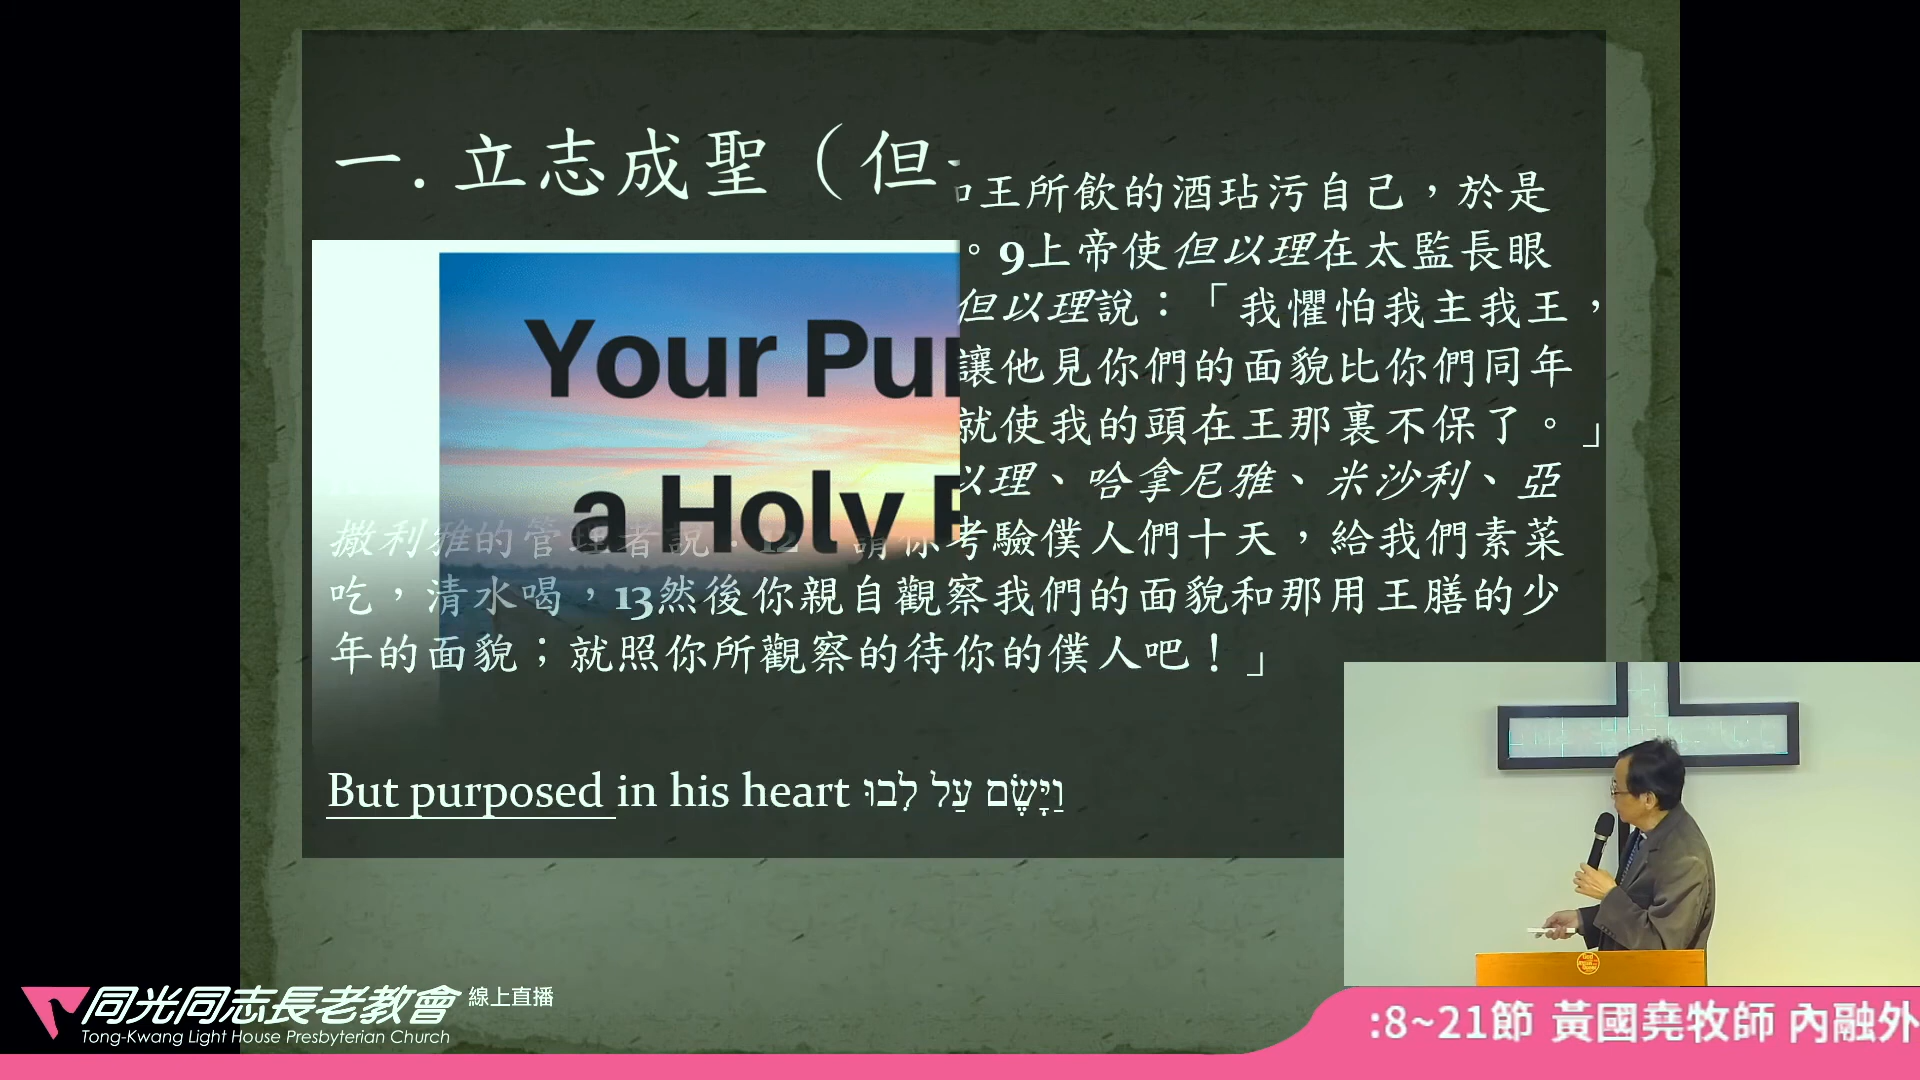 一. 立志成聖（但
王所飲的酒玷污自己，於是
。9上帝使但以理在太監長眼
但以理說：「我懼怕我主我王，
讓他見你們的面貌比你們同年
就使我的頭在王那裏不保了。」
以理、哈拿尼雅、米沙利、亞
撒利雅的管理者說：12「請你考驗僕人們十天，給我們素菜
吃，清水喝，13然後你親自觀察我們的面貌和那用王膳的少
年的面貌；就照你所觀察的待你的僕人吧！」
Your Pur
a Holy
But purposed in his heart וַיָּשֶׂם עַל לִבּוֹ
同光同志長老教會 線上直播
Tong-Kwang Light House Presbyterian Church
:8~21節 黃國堯牧師 內融外